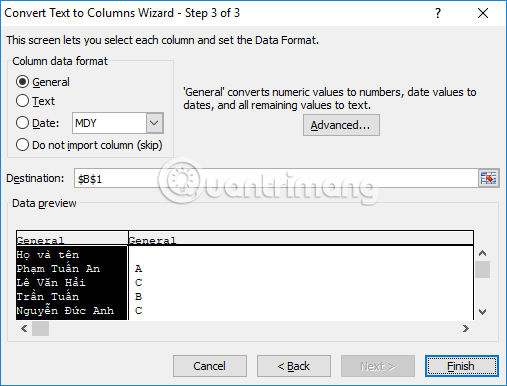 Convert Text to Columns Wizard - Step 3 of 3
This screen lets you select each column and set the Data Format.
Column data format
General
Text
Date: MDY
Do not import column (skip)
'General' converts numeric values to numbers, date values to
dates, and all remaining values to text.
Advanced...
Destination: $B$1
Quantrimang
Data preview
General General
Họ và tên
Phạm Tuấn An A
Lê Văn Hải C
Trần Tuấn B
Nguyễn Đức Anh C
Cancel < Back Next > Finish